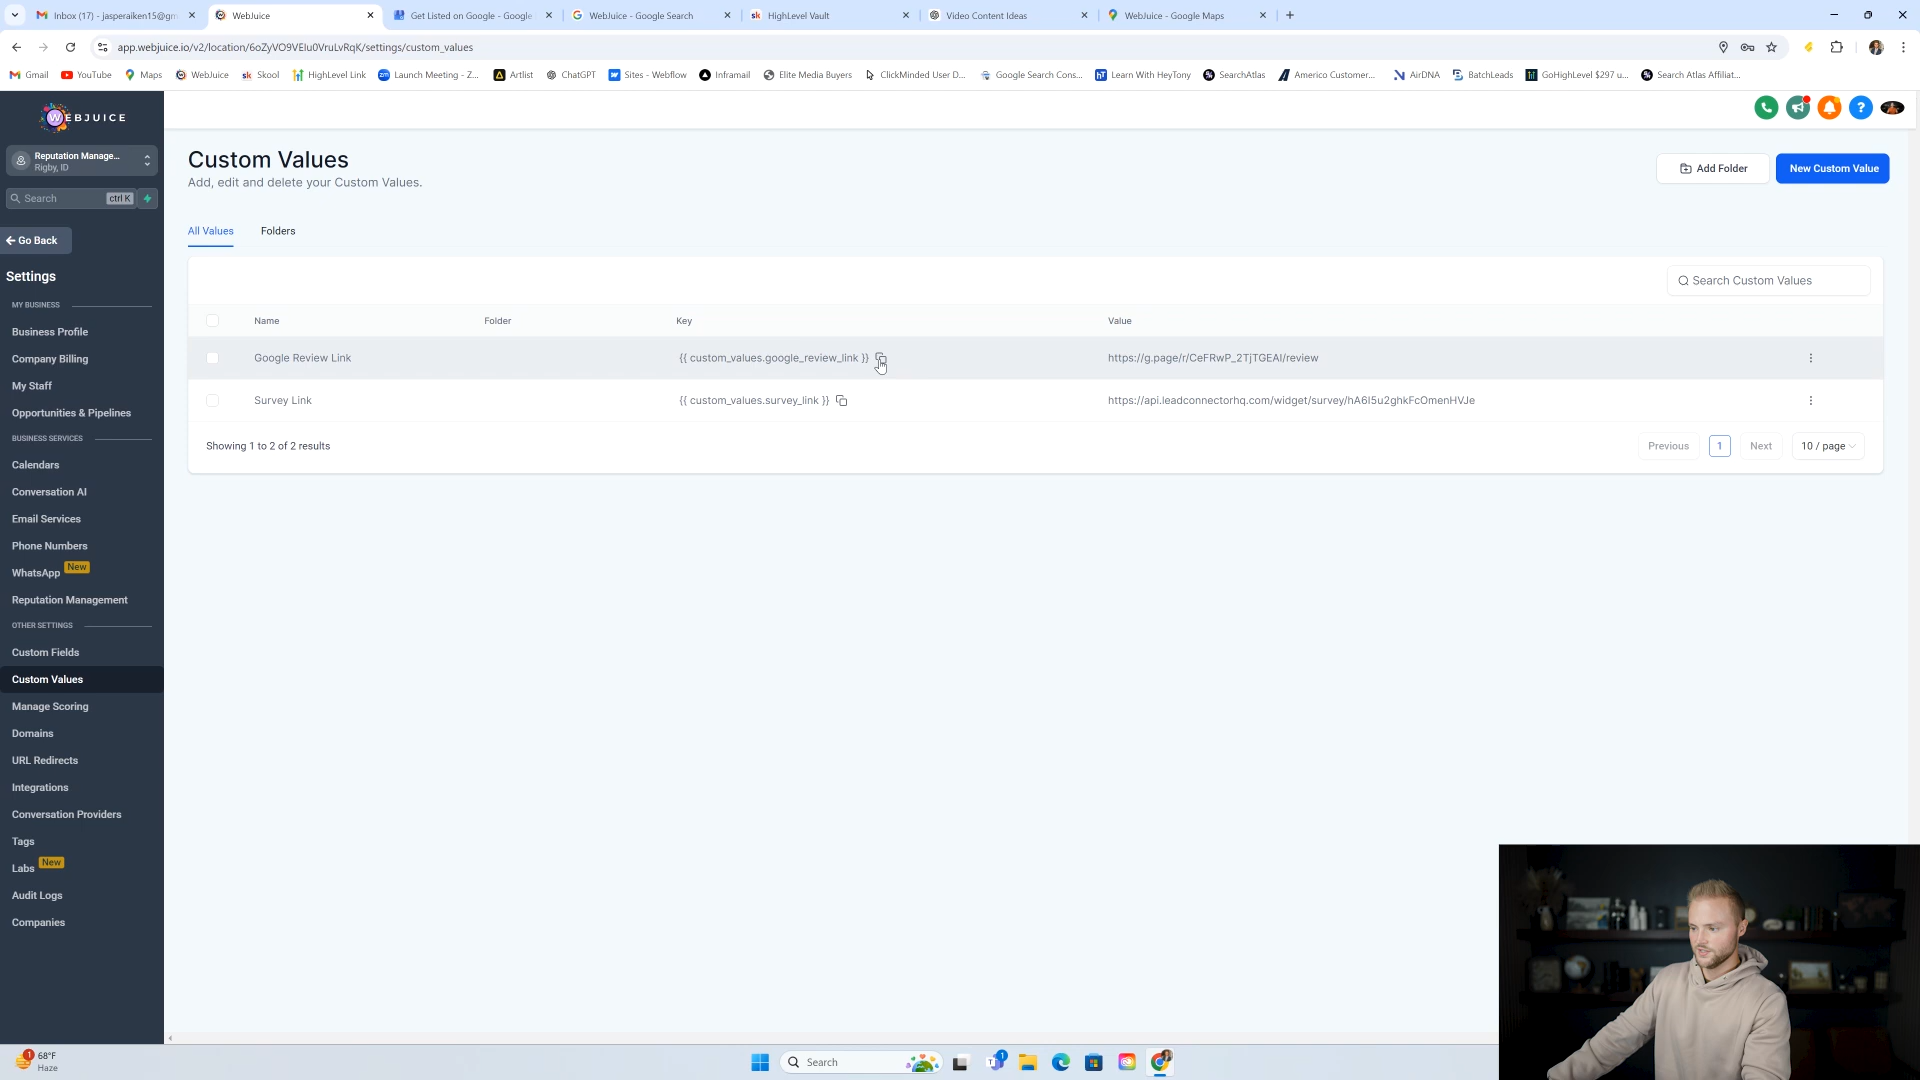 Inbox (17) - jasperaiken15@gm
WebJuice
Get Listed on Google - Google
WebJuice - Google Search
HighLevel Vault
Video Content Ideas
WebJuice - Google Maps
app.webjuice.io/v2/location/6oZyVO9VElu0VruLvRqK/settings/custom_values
Gmail
YouTube
Maps
WebJuice
Skool
HighLevel Link
Launch Meeting - Z...
Artlist
ChatGPT
Sites - Webflow
Inframail
Elite Media Buyers
ClickMinded User D...
Google Search Cons...
Learn With HeyTony
SearchAtlas
Americo Customer...
AirDNA
BatchLeads
GoHighLevel $297 u...
Search Atlas Affiliat...
WEBJUICE
Reputation Manage...
Rigby, ID
Search
ctrl K
Go Back
Settings
MY BUSINESS
Business Profile
Company Billing
My Staff
Opportunities & Pipelines
BUSINESS SERVICES
Calendars
Conversation AI
Email Services
Phone Numbers
WhatsApp New
Reputation Management
OTHER SETTINGS
Custom Fields
Custom Values
Manage Scoring
Domains
URL Redirects
Integrations
Conversation Providers
Tags
Labs New
Audit Logs
Companies
Custom Values
Add, edit and delete your Custom Values.
Add Folder
New Custom Value
All Values
Folders
Search Custom Values
Name
Folder
Key
Value
Google Review Link
{{ custom_values.google_review_link }}
https://g.page/r/CeFRwP_2TjTGEAI/review
Survey Link
{{ custom_values.survey_link }}
https://api.leadconnectorhq.com/widget/survey/hA6I5u2ghkFcOmenHVJe
Showing 1 to 2 of 2 results
Previous
1
Next
10 / page
1
68°F
Haze
Search
1